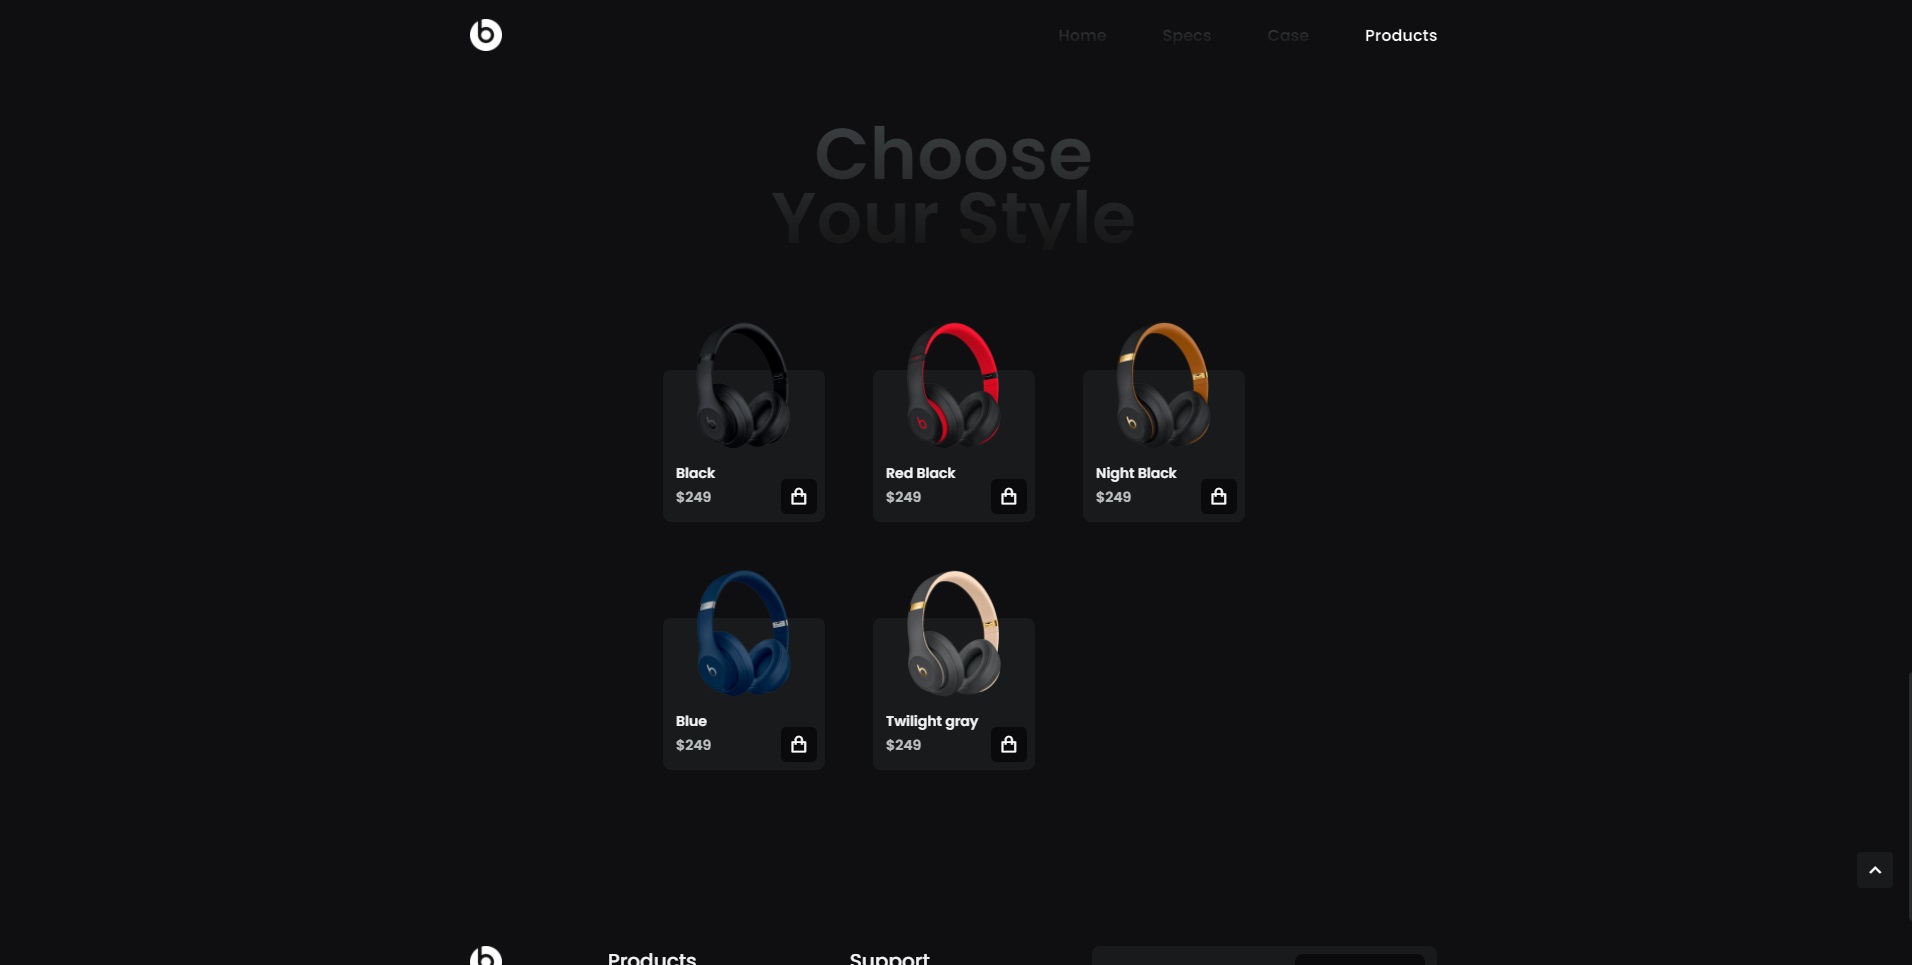 Home Specs Case Products
Choose
Your Style
Black
$249
Red Black
$249
Night Black
$249
Blue
$249
Twilight gray
$249
Products Support